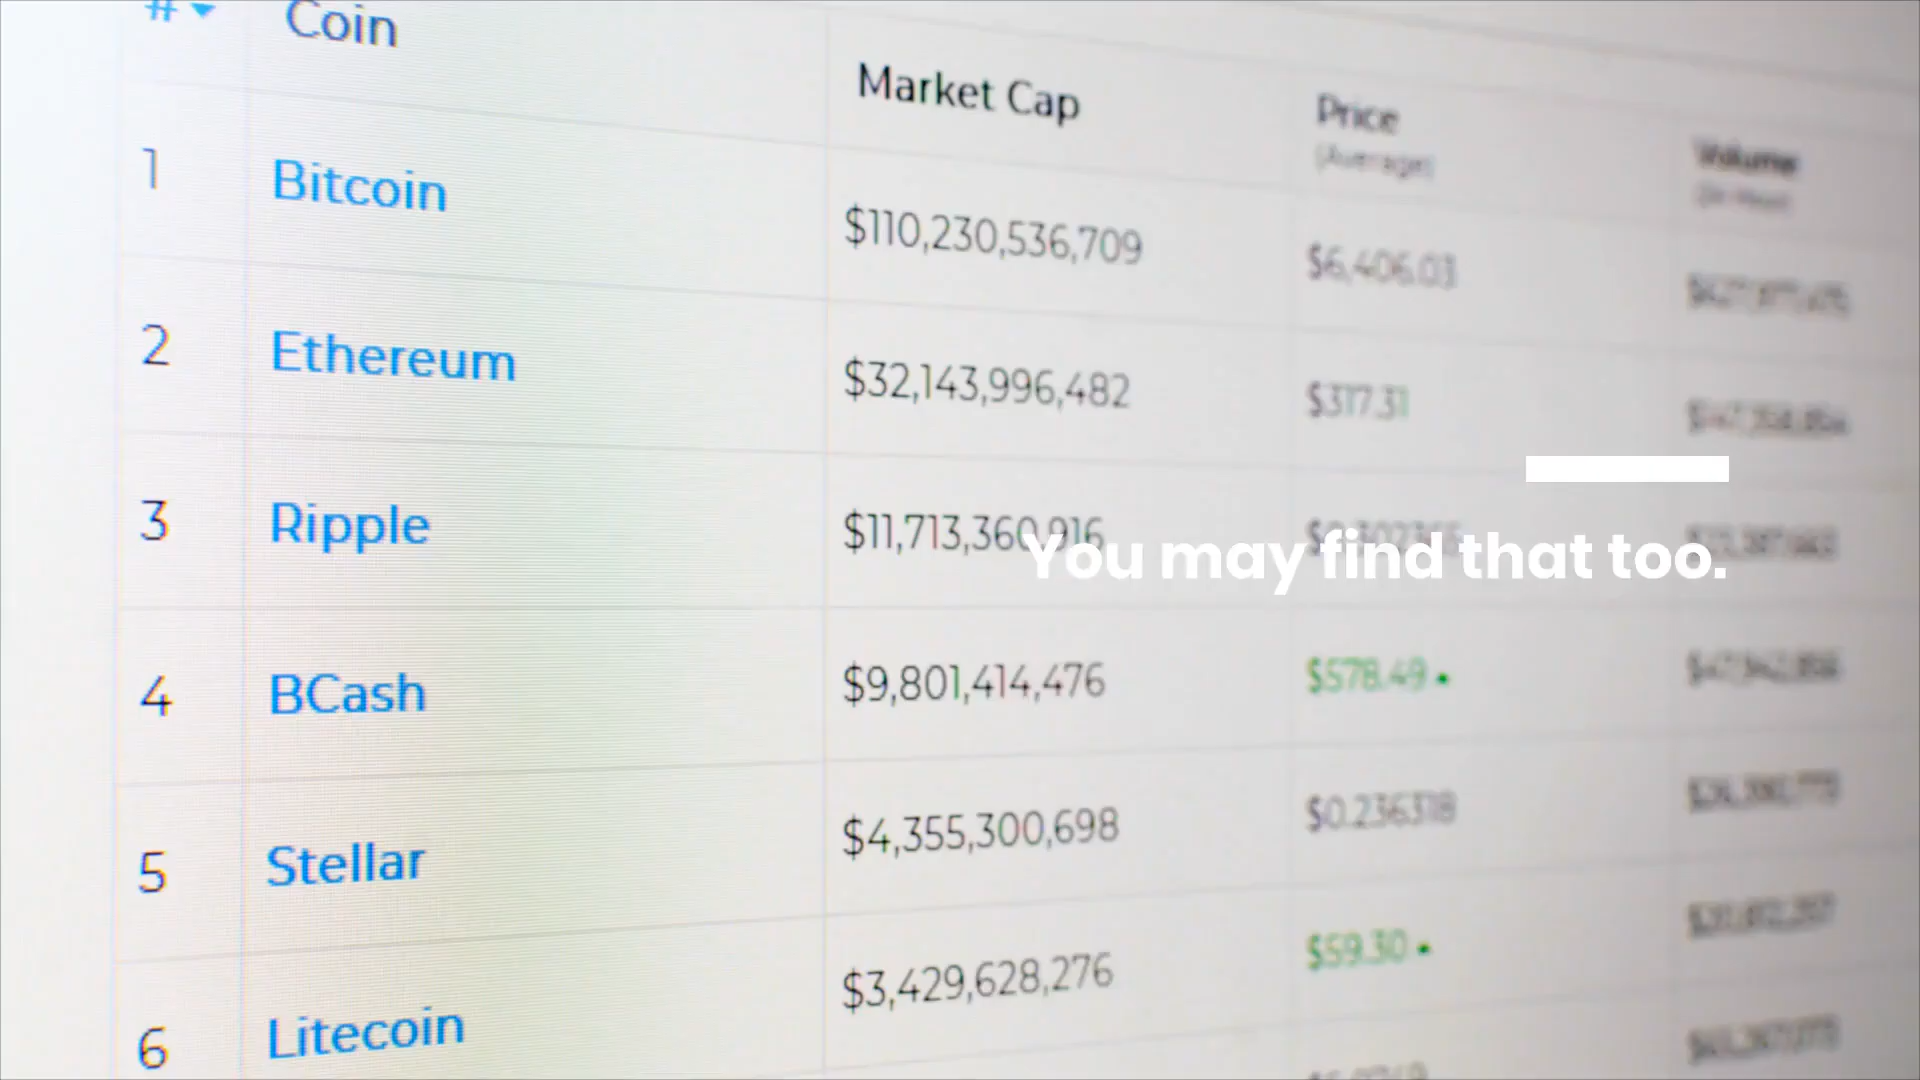 # Coin Market Cap Price Volume
(Average)
1 Bitcoin $110,230,536,709 $6,406.03
2 Ethereum $32,143,996,482 $317.31
3 Ripple $11,713,360,916
You may find that too.
4 BCash $9,801,414,476 $578.49
5 Stellar $4,355,300,698 $0.236318
6 Litecoin $3,429,628,276 $59.30